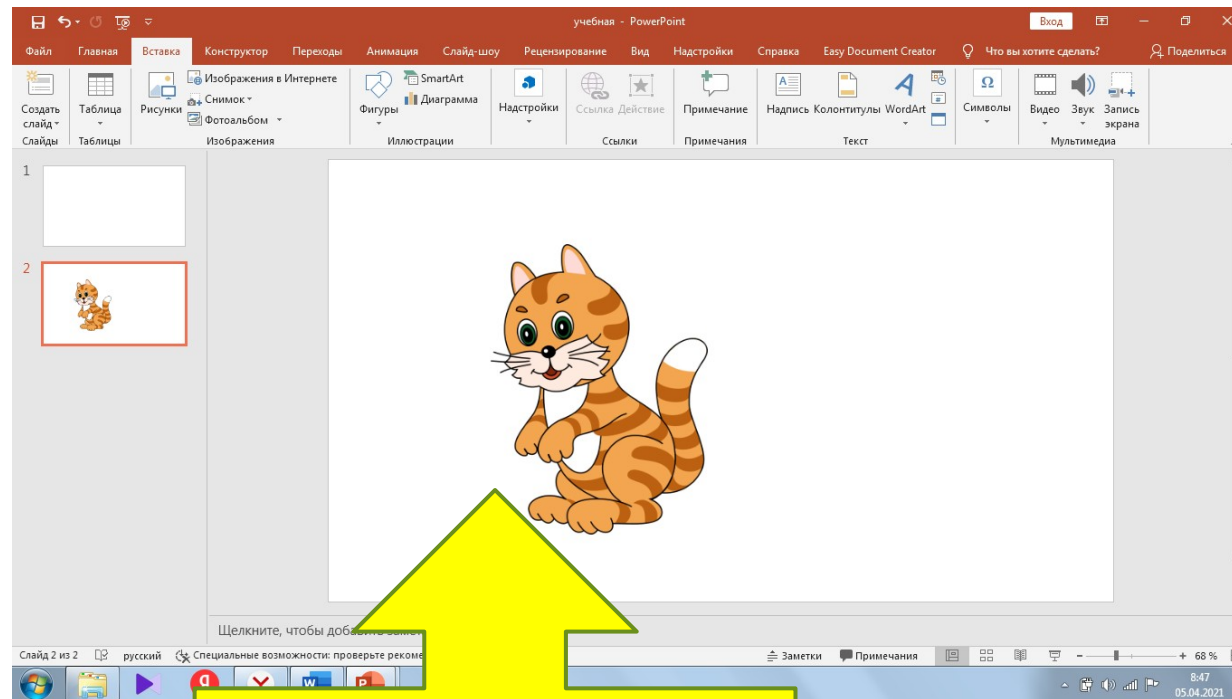 учебная - PowerPoint
Вход
Файл Главная Вставка Конструктор Переходы Анимация Слайд-шоу Рецензирование Вид Надстройки Справка Easy Document Creator Что вы хотите сделать? Поделиться
Создать слайд
Таблица
Рисунки
Изображения в Интернете
Снимок
Фотоальбом
Фигуры
SmartArt
Диаграмма
Надстройки
Ссылка Действие
Примечание
Надпись Колонтитулы WordArt
Символы
Видео Звук Запись экрана
Слайды Таблицы Изображения Иллюстрации Ссылки Примечания Текст Мультимедиа
1
2
Щелкните, чтобы
Слайд 2 из 2 русский Специальные возможности: проверьте Заметки Примечания 68 %
8:47
05.04.2021